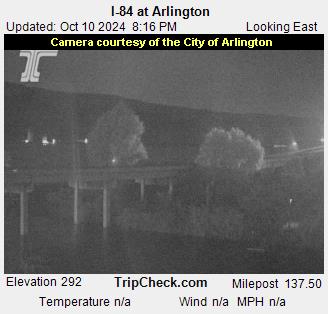 I-84 at Arlington
Updated: Oct 10 2024 8:16 PM Looking East
Camera courtesy of the City of Arlington
Elevation 292 TripCheck.com Milepost 137.50
Temperature n/a Wind n/a MPH n/a